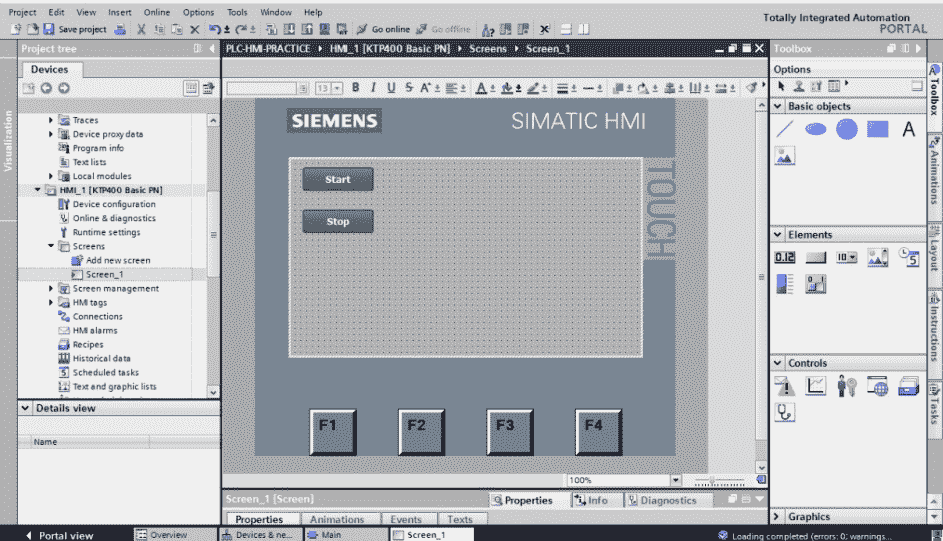 Project Edit View Insert Online Options Tools Window Help
Totally Integrated Automation
PORTAL
Save project Go online Go offline
Project tree
PLC-HMI-PRACTICE HMI_1 [KTP400 Basic PN] Screens Screen_1
Toolbox
Devices
Options
13
B I U S A
Visualization
Traces
Device proxy data
Program info
Text lists
Local modules
HMI_1 [KTP400 Basic PN]
Device configuration
Online & diagnostics
Runtime settings
Screens
Add new screen
Screen_1
Screen management
HMI tags
Connections
HMI alarms
Recipes
Historical data
Scheduled tasks
Text and graphic lists
Details view
Name
SIEMENS
SIMATIC HMI
TOUCH
Start
Stop
F1 F2 F3 F4
100%
Screen_1 [Screen]
Properties Info Diagnostics
Properties Animations Events Texts
Basic objects
A
Elements
0.12
10
5
Controls
Graphics
Toolbox
Animations
Layout
Instructions
Tasks
Portal view Overview Devices & ne... Main Screen_1
Loading completed (errors: 0; warnings...